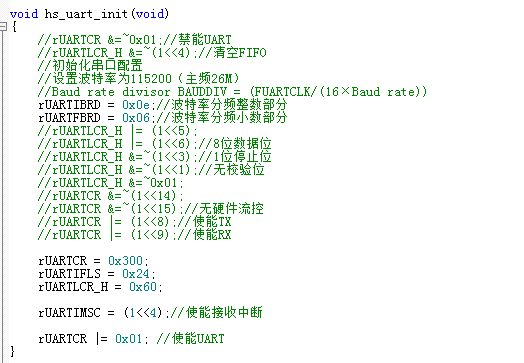 void hs_uart_init(void)
{
//rUARTCR &=~0x01;//禁能UART
//rUARTLCR_H &=~(1<<4);//清空FIFO
//初始化串口配置
//设置波特率为115200（主频26M）
//Baud rate divisor BAUDDIV = (FUARTCLK/(16×Baud rate))
rUARTIBRD = 0x0e;//波特率分频整数部分
rUARTFBRD = 0x06;//波特率分频小数部分
//rUARTLCR_H |= (1<<5);
//rUARTLCR_H |= (1<<6);//8位数据位
//rUARTLCR_H &=~(1<<3);//1位停止位
//rUARTLCR_H &=~(1<<1);//无校验位
//rUARTLCR_H &=~0x01;
//rUARTCR &=~(1<<14);
//rUARTCR &=~(1<<15);//无硬件流控
//rUARTCR |= (1<<8);//使能TX
//rUARTCR |= (1<<9);//使能RX
rUARTCR = 0x300;
rUARTIFLS = 0x24;
rUARTLCR_H = 0x60;
rUARTIMSC = (1<<4);//使能接收中断
rUARTCR |= 0x01; //使能UART
}